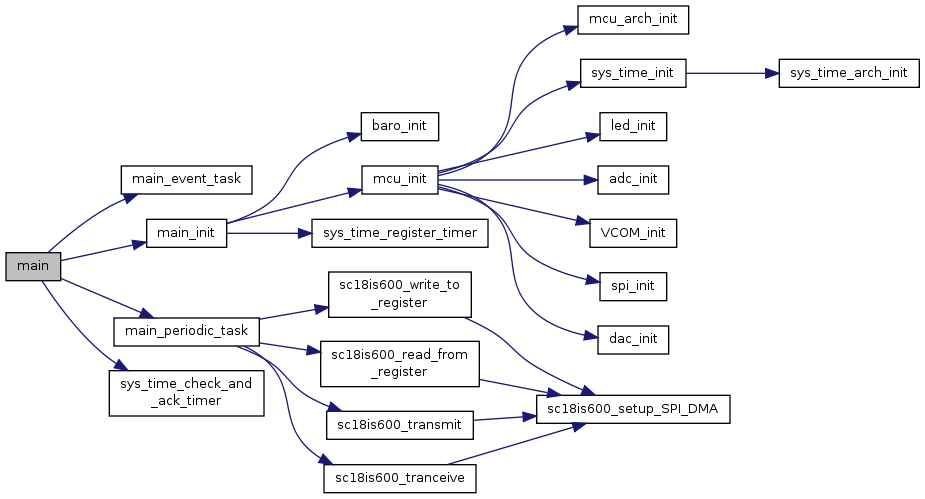 mcu_arch_init
sys_time_init
sys_time_arch_init
baro_init
led_init
main_event_task
mcu_init
adc_init
main_init
sys_time_register_timer
VCOM_init
main
sc18is600_write_to
_register
spi_init
main_periodic_task
sc18is600_read_from
_register
dac_init
sys_time_check_and
_ack_timer
sc18is600_transmit
sc18is600_setup_SPI_DMA
sc18is600_tranceive